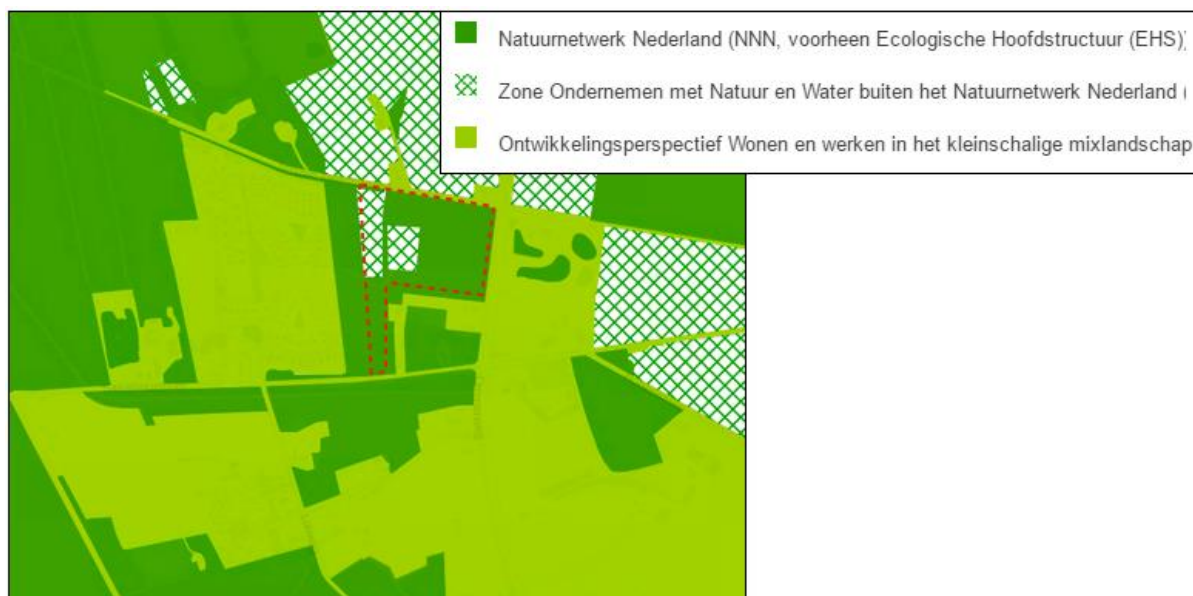 Natuurnetwerk Nederland (NNN, voorheen Ecologische Hoofdstructuur (EHS))
Zone Ondernemen met Natuur en Water buiten het Natuurnetwerk Nederland (
Ontwikkelingsperspectief Wonen en werken in het kleinschalige mixlandschap